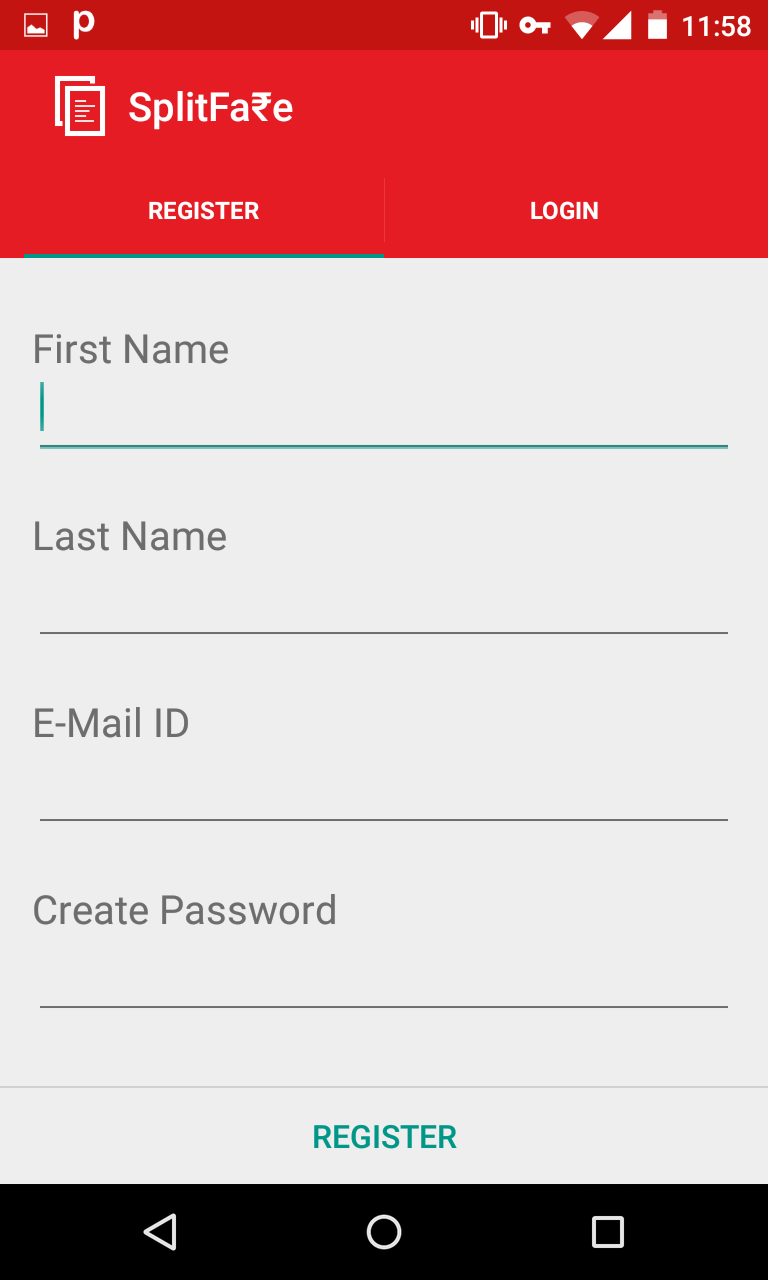 p 11:58
SplitFa₹e
REGISTER LOGIN
First Name
Last Name
E-Mail ID
Create Password
REGISTER